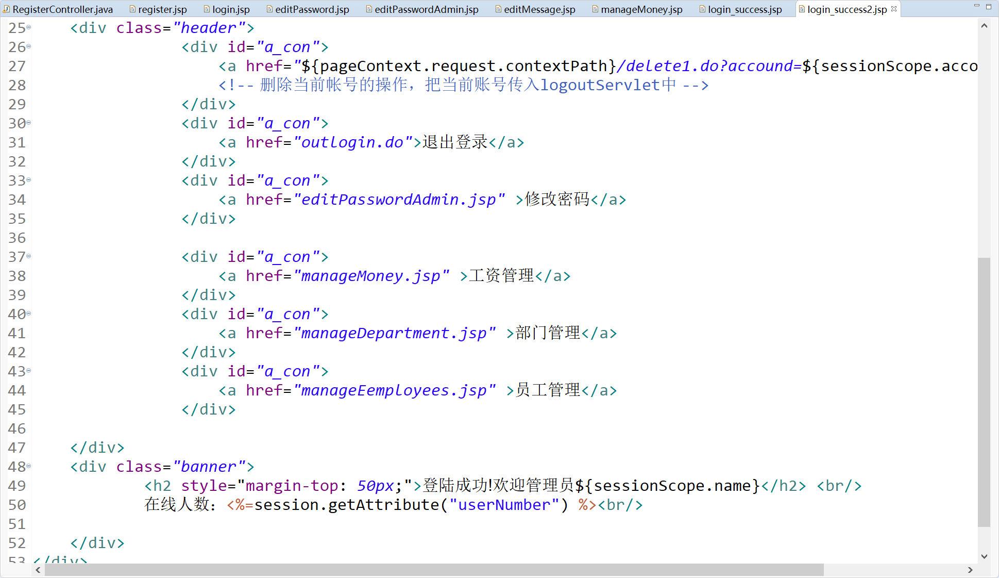 RegisterController.java register.jsp login.jsp editPassword.jsp editPasswordAdmin.jsp editMessage.jsp manageMoney.jsp login_success.jsp login_success2.jsp
25 <div class="header">
26 <div id="a_con">
27 <a href="${pageContext.request.contextPath}/delete1.do?accound=${sessionScope.acco
28 <!-- 删除当前帐号的操作，把当前账号传入logoutServlet中 -->
29 </div>
30 <div id="a_con">
31 <a href="outlogin.do">退出登录</a>
32 </div>
33 <div id="a_con">
34 <a href="editPasswordAdmin.jsp" >修改密码</a>
35 </div>
36
37 <div id="a_con">
38 <a href="manageMoney.jsp" >工资管理</a>
39 </div>
40 <div id="a_con">
41 <a href="manageDepartment.jsp" >部门管理</a>
42 </div>
43 <div id="a_con">
44 <a href="manageEemployees.jsp" >员工管理</a>
45 </div>
46
47 </div>
48 <div class="banner">
49 <h2 style="margin-top: 50px;">登陆成功!欢迎管理员${sessionScope.name}</h2> <br/>
50 在线人数：<%=session.getAttribute("userNumber") %><br/>
51
52 </div>
53 </div>